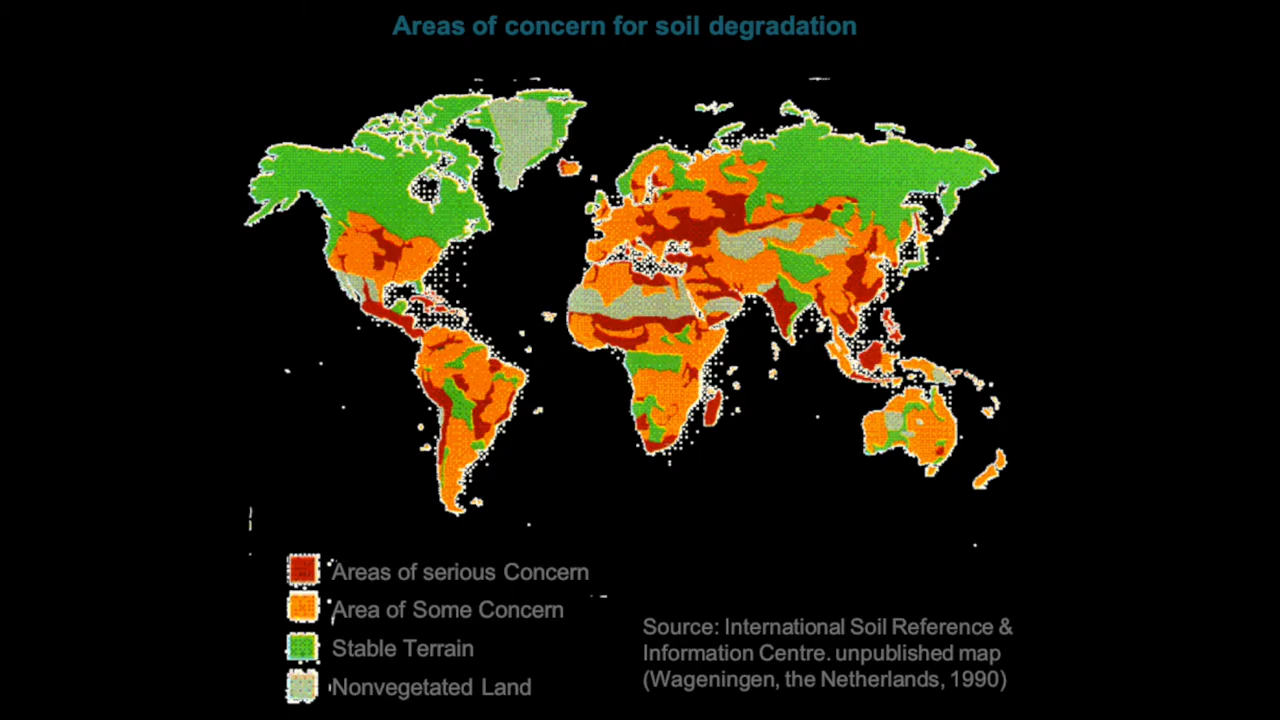 Areas of concern for soil degradation
Areas of serious Concern
Area of Some Concern
Stable Terrain
Nonvegetated Land
Source: International Soil Reference &
Information Centre. unpublished map
(Wageningen, the Netherlands, 1990)